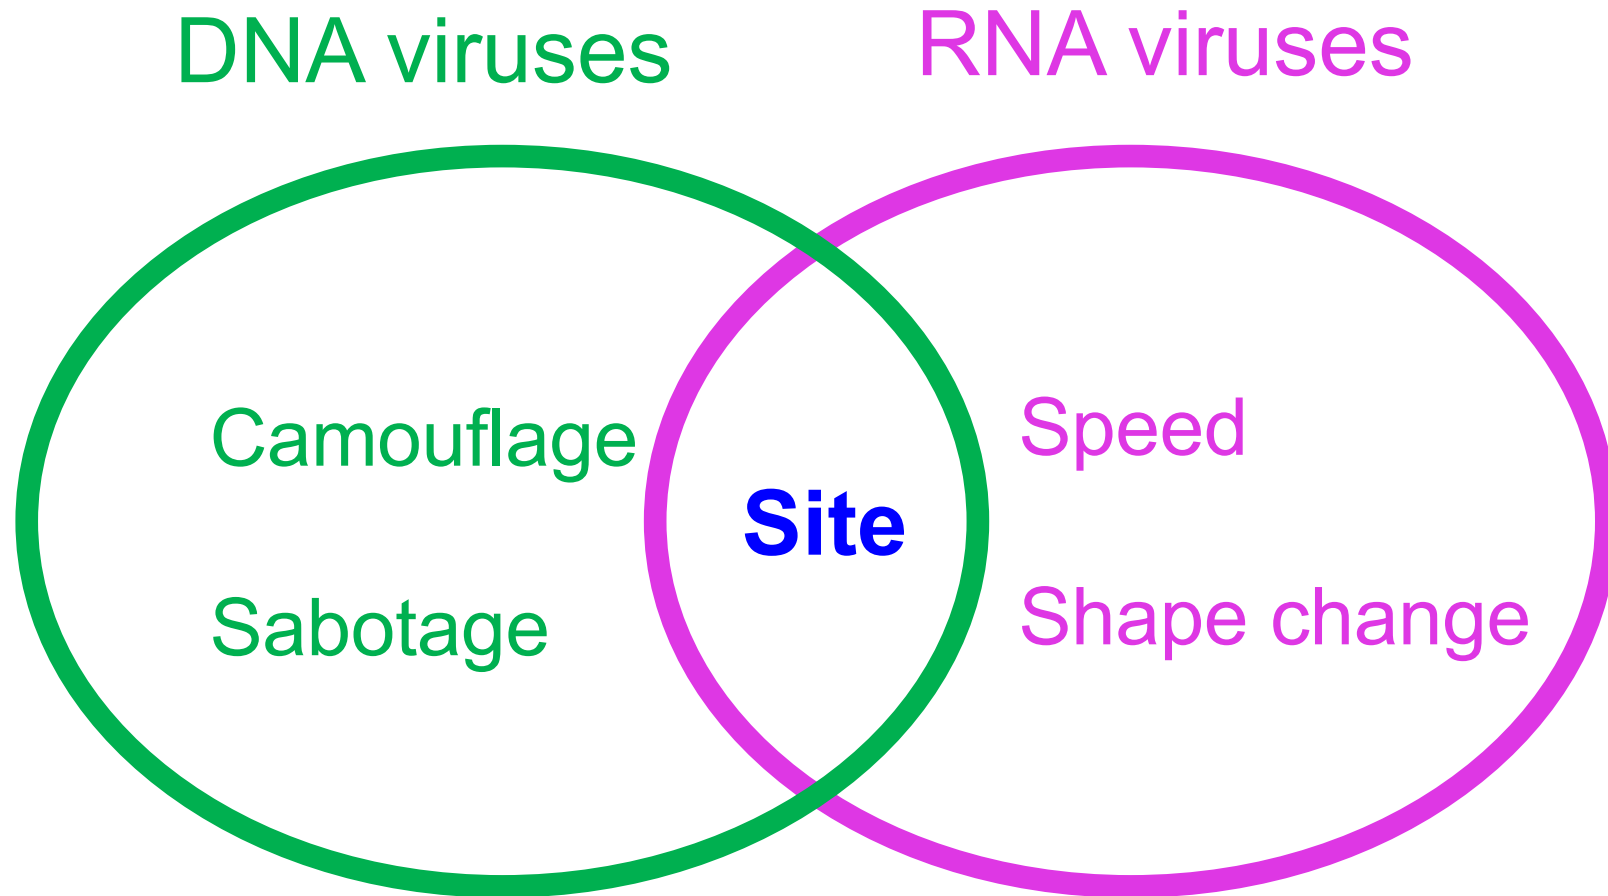 DNA viruses
RNA viruses
Camouflage
Sabotage
Site
Speed
Shape change